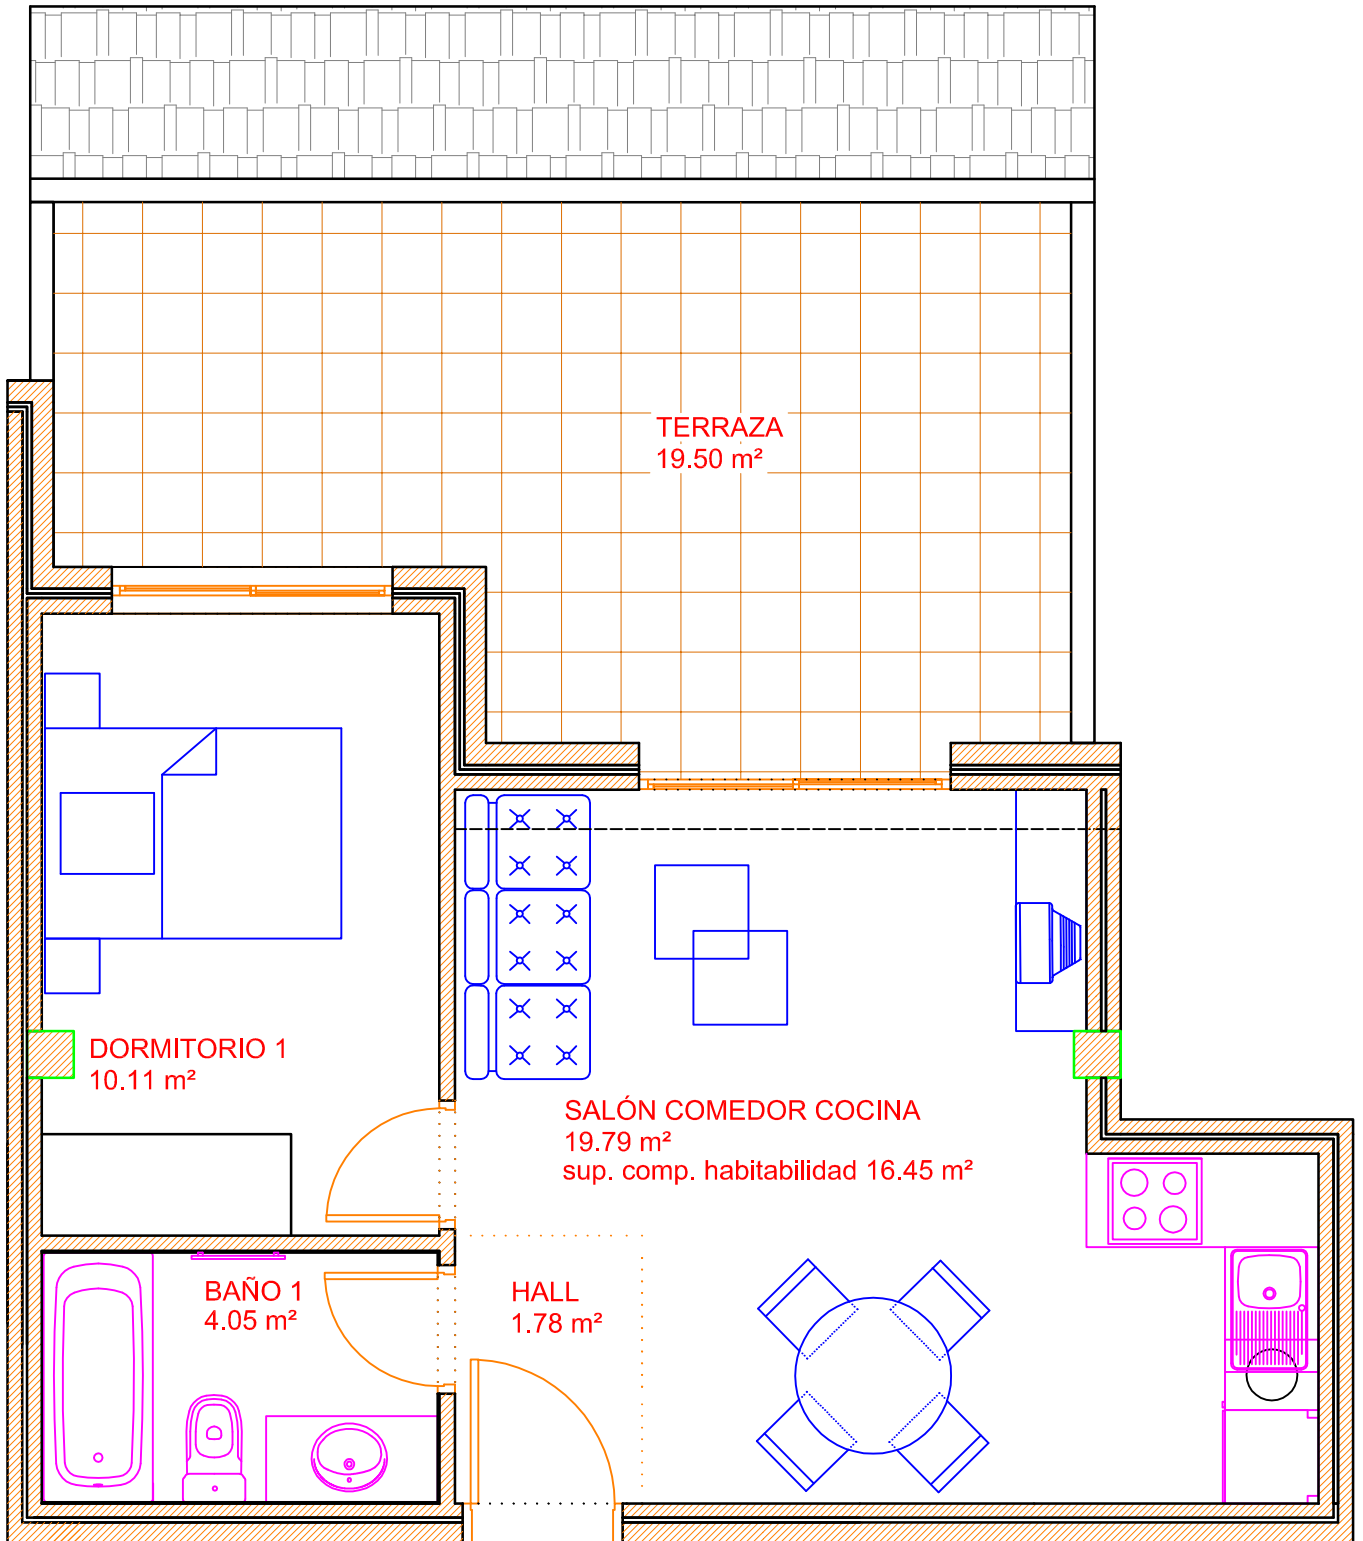 TERRAZA
19.50 m²
DORMITORIO 1
10.11 m²
SALÓN COMEDOR COCINA
19.79 m²
sup. comp. habitabilidad 16.45 m²
BAÑO 1
4.05 m²
HALL
1.78 m²